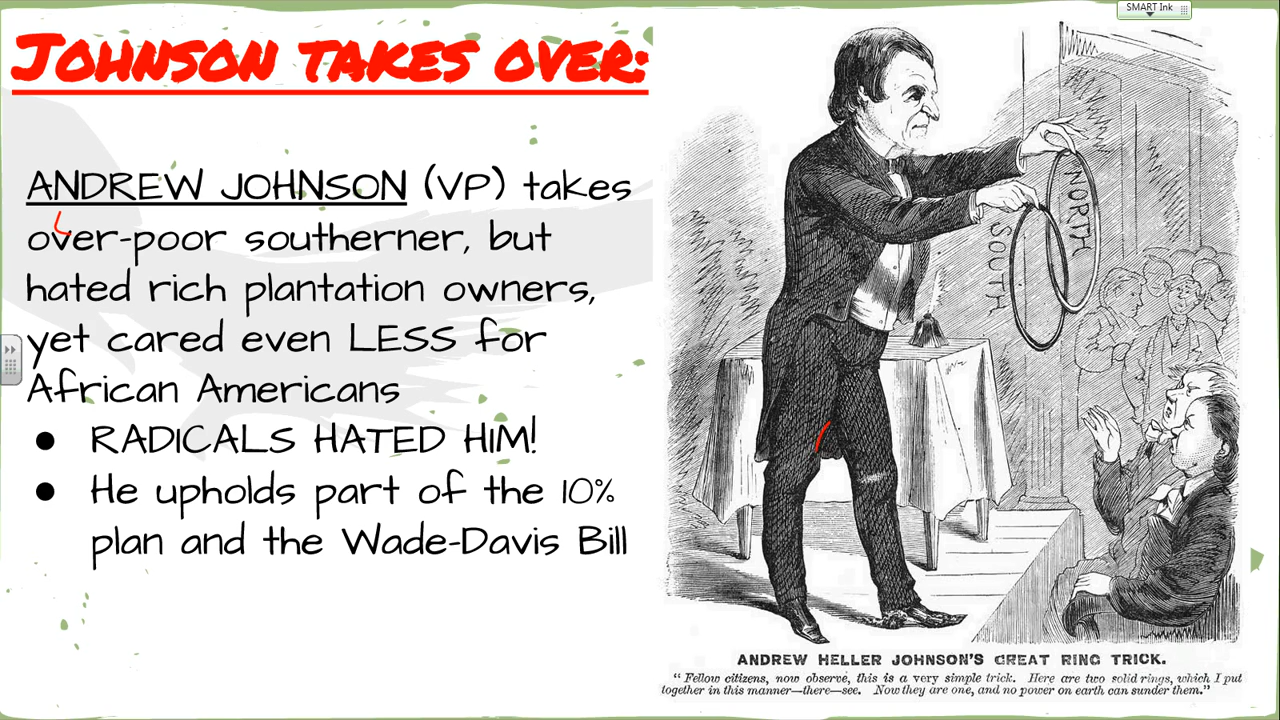 SMART Ink
JOHNSON TAKES OVER:
ANDREW JOHNSON (VP) takes
over-poor southerner, but
hated rich plantation owners,
yet cared even LESS for
African Americans
● RADICALS HATED HIM!
● He upholds part of the 10%
plan and the Wade-Davis Bill
NORTH
SOUTH
ANDREW HELLER JOHNSON'S GREAT RING TRICK.
"Fellow citizens, now observe, this is a very simple trick. Here are two solid rings, which I put
together in this manner—there—see. Now they are one, and no power on earth can sunder them."